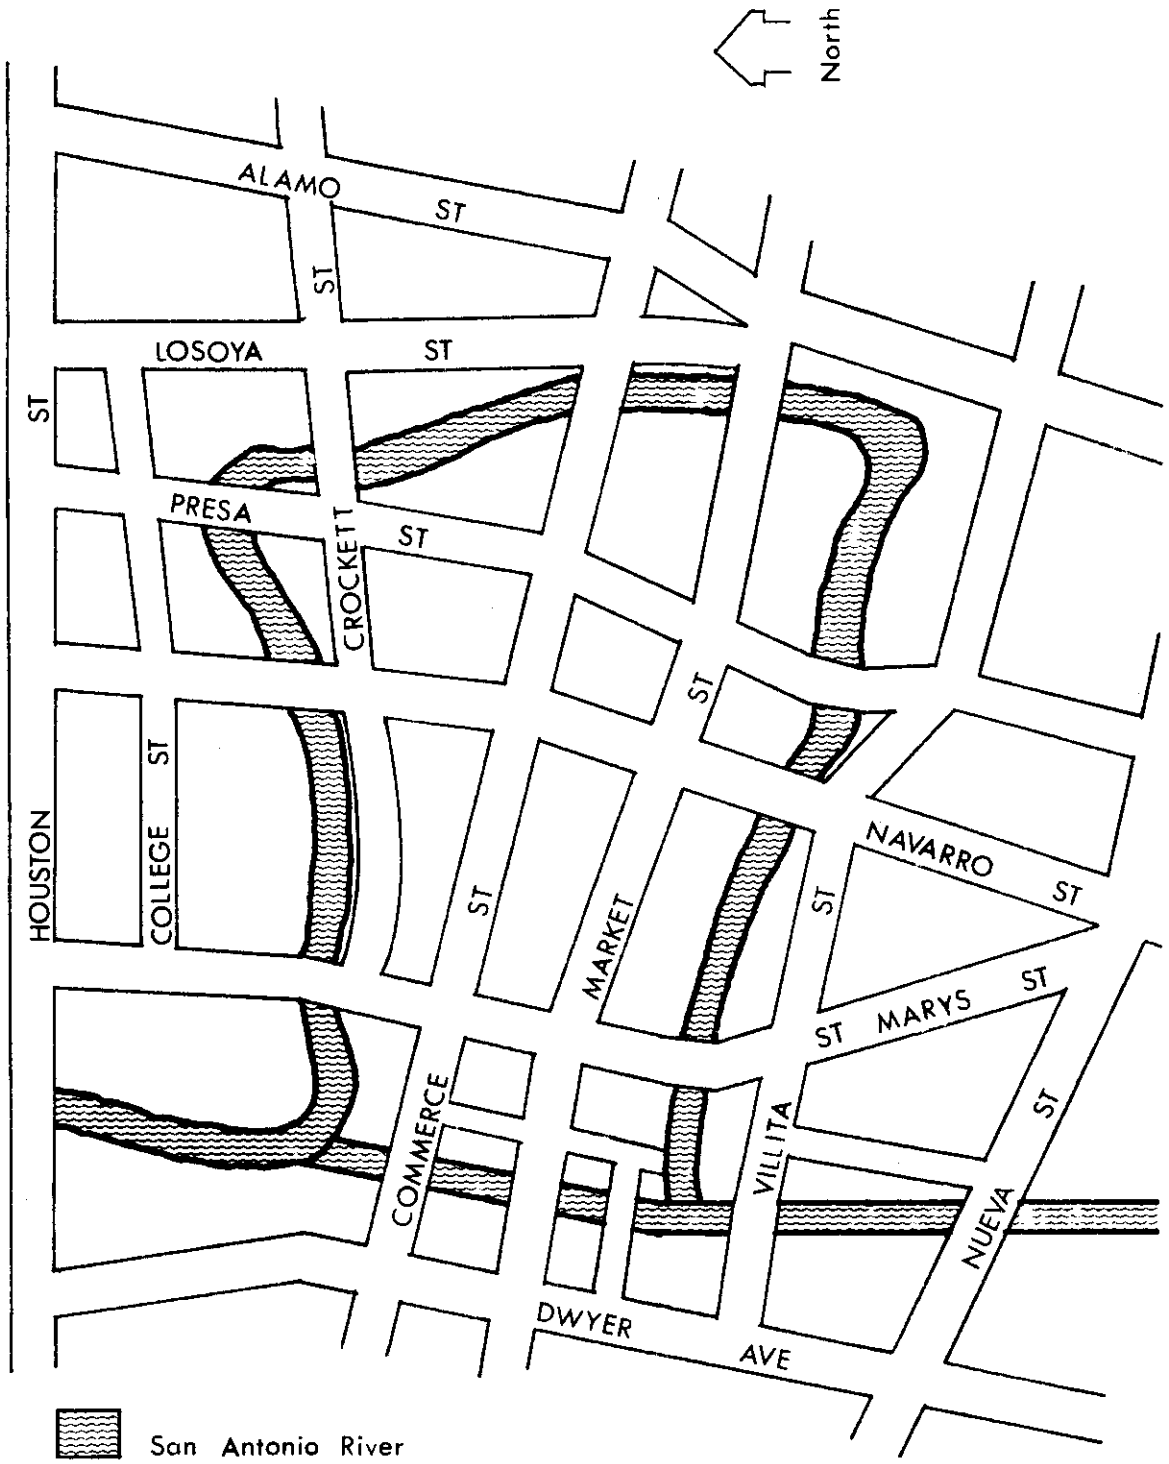 North
ALAMO ST
ST
LOSOYA ST
ST
PRESA ST
CROCKETT
ST
HOUSTON
COLLEGE ST
ST
MARKET
ST
NAVARRO ST
ST MARYS ST
COMMERCE
VILLITA
NUEVA ST
DWYER AVE
San Antonio River